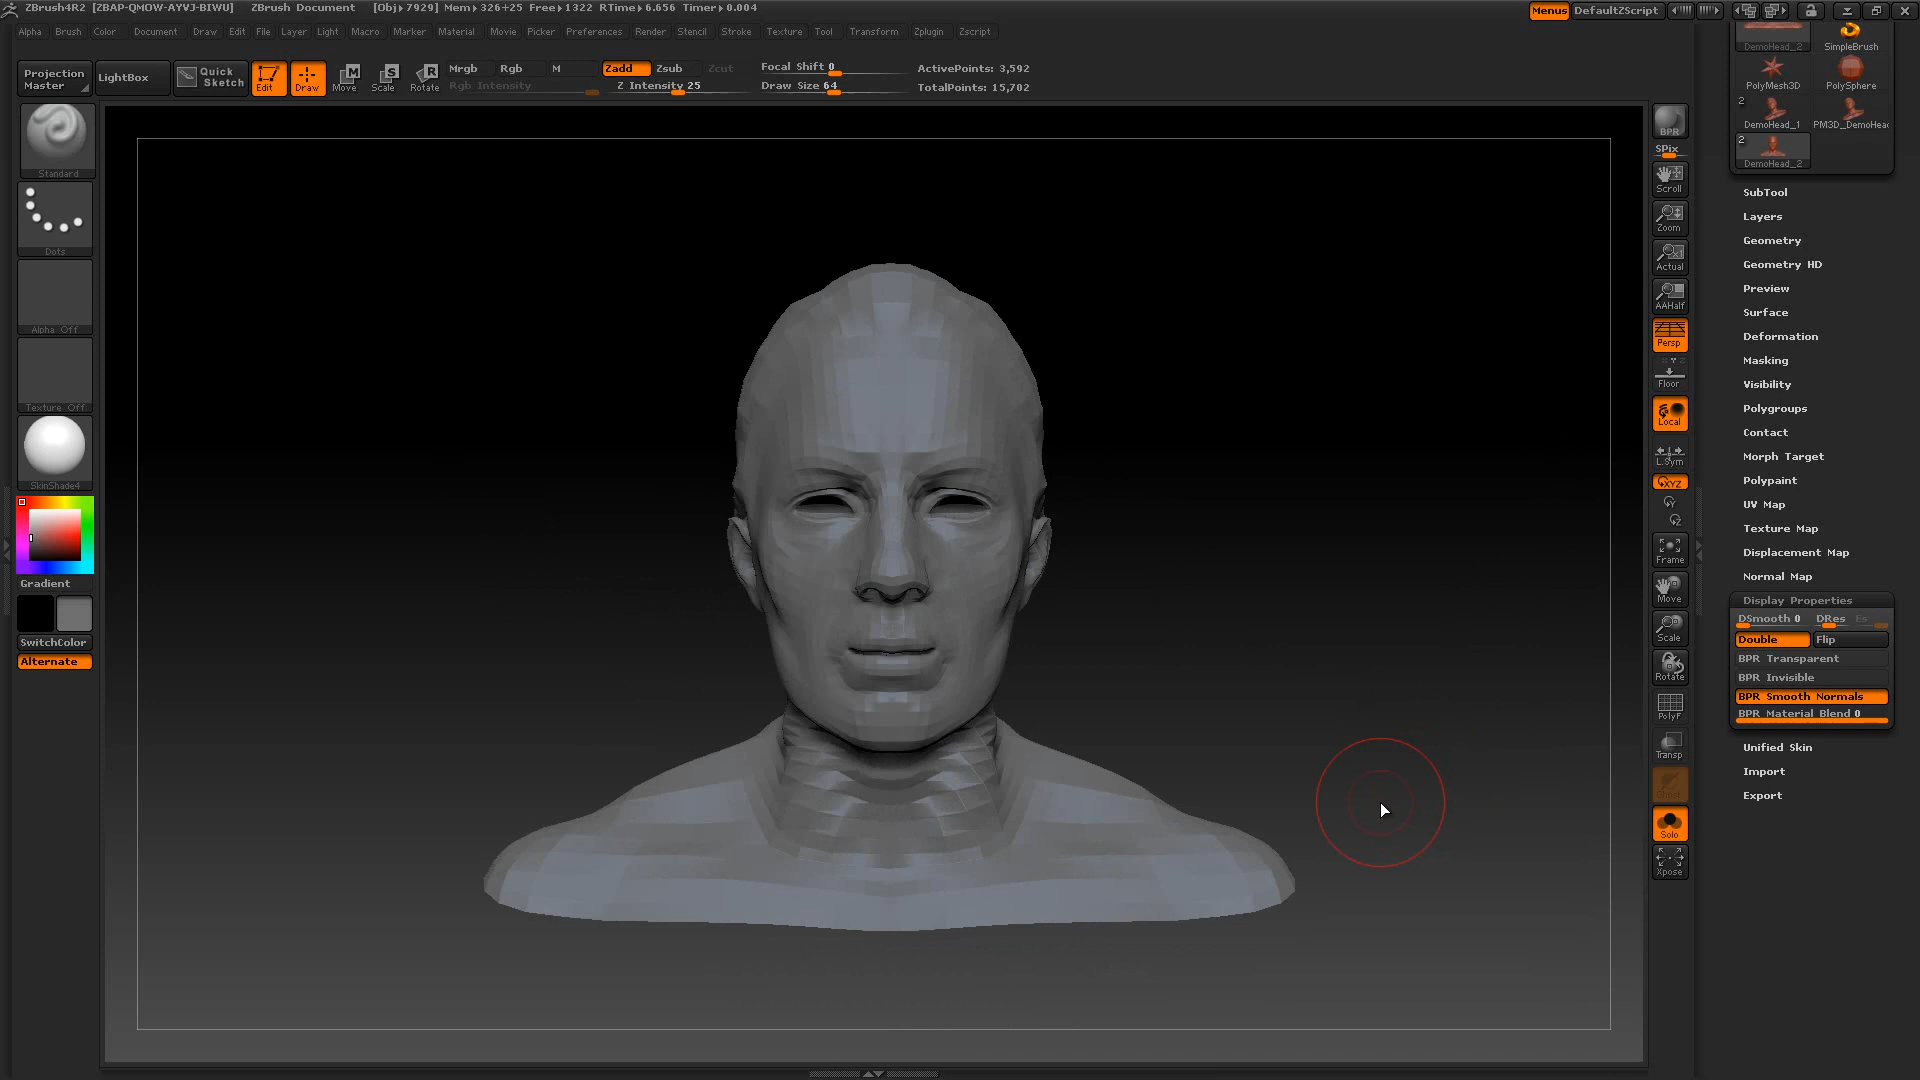 ZBrush4R2 [ZBAP-QMOW-AYVJ-BIWU] ZBrush Document [Obj▸7929] Mem▸326+25 Free▸1322 RTime▸6.656 Timer▸0.004
Menus DefaultZScript
Alpha Brush Color Document Draw Edit File Layer Light Macro Marker Material Movie Picker Preferences Render Stencil Stroke Texture Tool Transform Zplugin Zscript
Projection Master
LightBox
Quick Sketch
Edit
Draw
Move
Scale
Rotate
Mrgb Rgb M
Rgb Intensity
Zadd Zsub Zcut
Z Intensity 25
Focal Shift 0
Draw Size 64
ActivePoints: 3,592
TotalPoints: 15,702
Standard
Dots
Alpha Off
Texture Off
SkinShade4
Gradient
SwitchColor
Alternate
BPR
SPix
Scroll
Zoom
Actual
AAHalf
Persp
Floor
Local
L.Sym
XYZ
Y
Z
Frame
Move
Scale
Rotate
PolyF
Transp
Solo
Xpose
DemoHead_2 SimpleBrush
PolyMesh3D PolySphere
2
DemoHead_1 PM3D_DemoHead
2
DemoHead_2
SubTool
Layers
Geometry
Geometry HD
Preview
Surface
Deformation
Masking
Visibility
Polygroups
Contact
Morph Target
Polypaint
UV Map
Texture Map
Displacement Map
Normal Map
Display Properties
DSmooth 0 DRes Es
Double Flip
BPR Transparent
BPR Invisible
BPR Smooth Normals
BPR Material Blend 0
Unified Skin
Import
Export